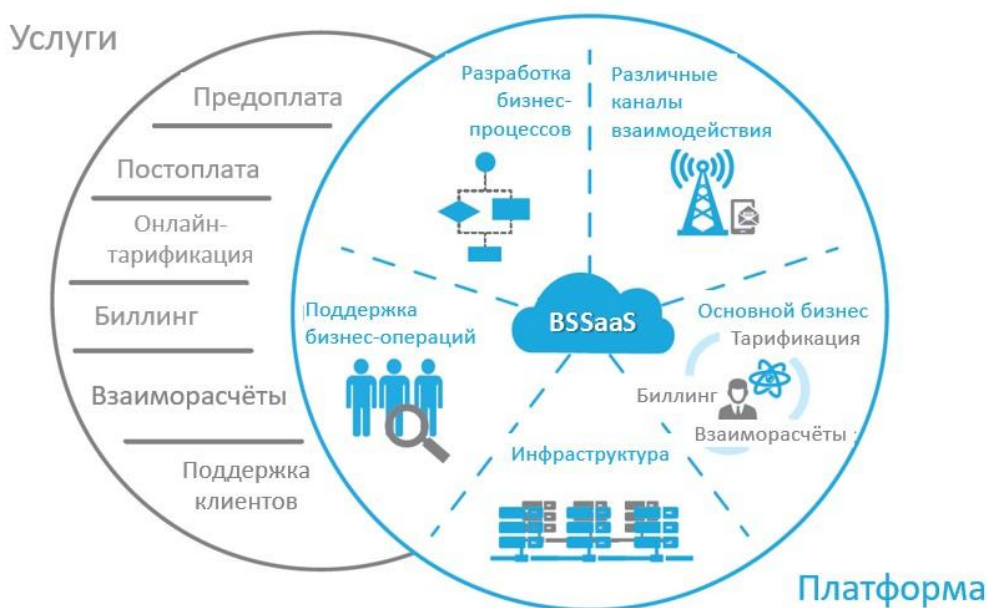 Услуги
Предоплата
Постоплата
Онлайн-
тарификация
Биллинг
Взаиморасчёты
Поддержка
клиентов
Разработка
бизнес-
процессов
Различные
каналы
взаимодействия
Поддержка
бизнес-операций
BSSaaS
Основной бизнес
Тарификация
Биллинг
Взаиморасчёты
Инфраструктура
Платформа